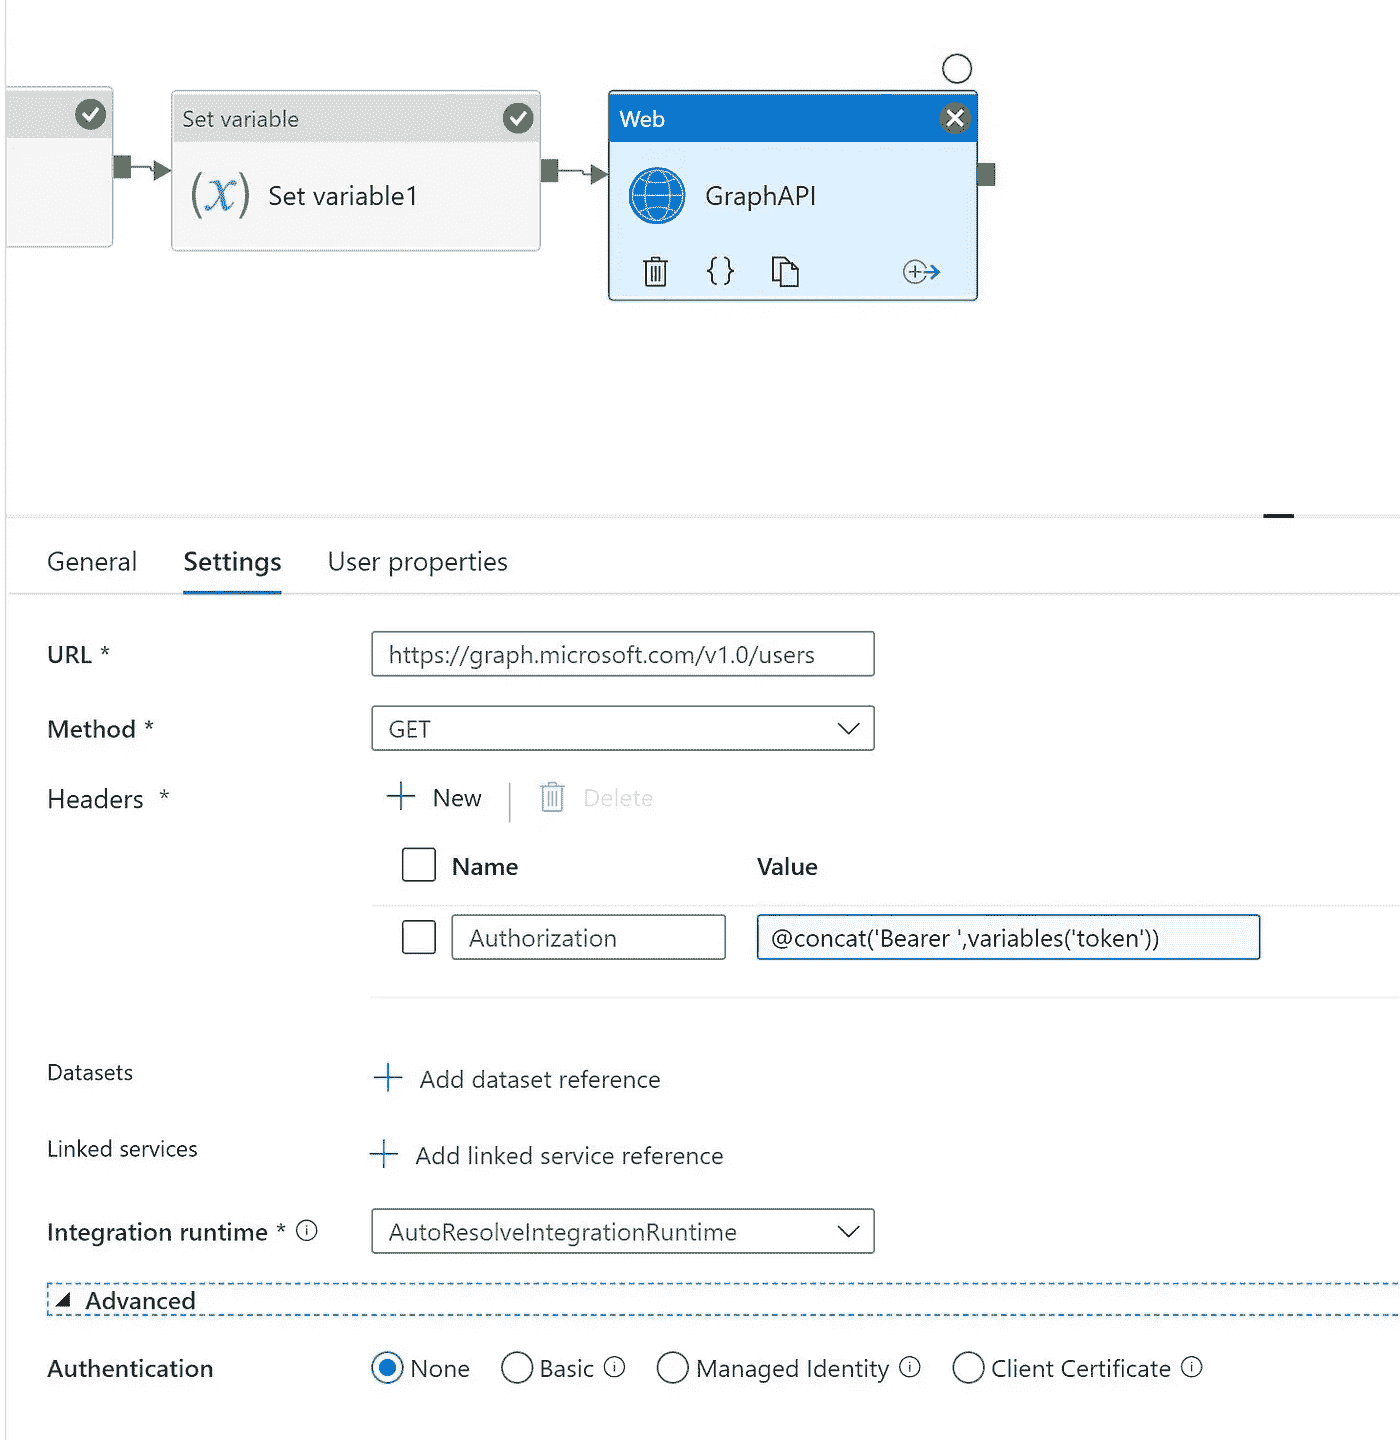 Set variable
Web
(x)
Set variable1
GraphAPI
{}
General
Settings
User properties
URL *
https://graph.microsoft.com/v1.0/users
Method *
GET
Headers *
New
Delete
Name
Value
Authorization
@concat('Bearer ',variables('token'))
Datasets
Add dataset reference
Linked services
Add linked service reference
Integration runtime *
AutoResolveIntegrationRuntime
Advanced
Authentication
None
Basic
Managed Identity
Client Certificate